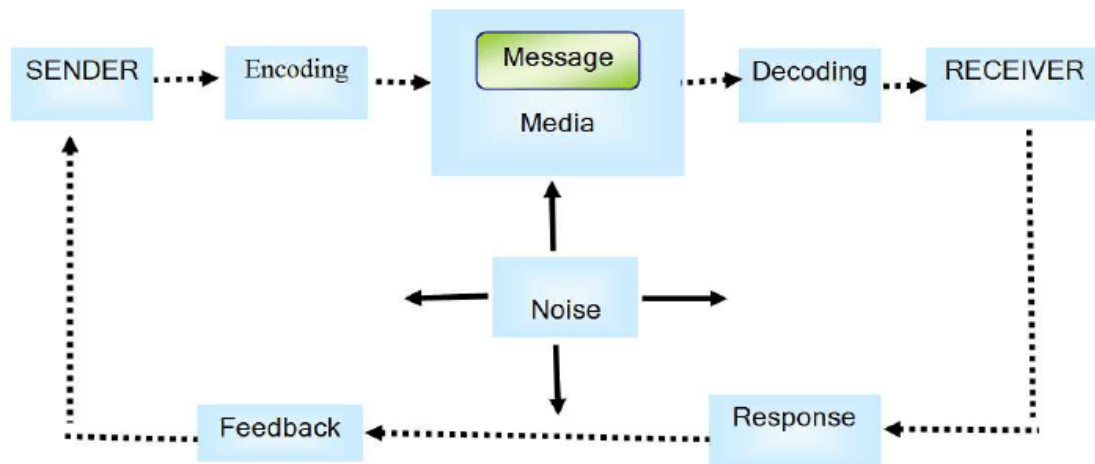 SENDER
Encoding
Message
Media
Decoding
RECEIVER
Noise
Feedback
Response